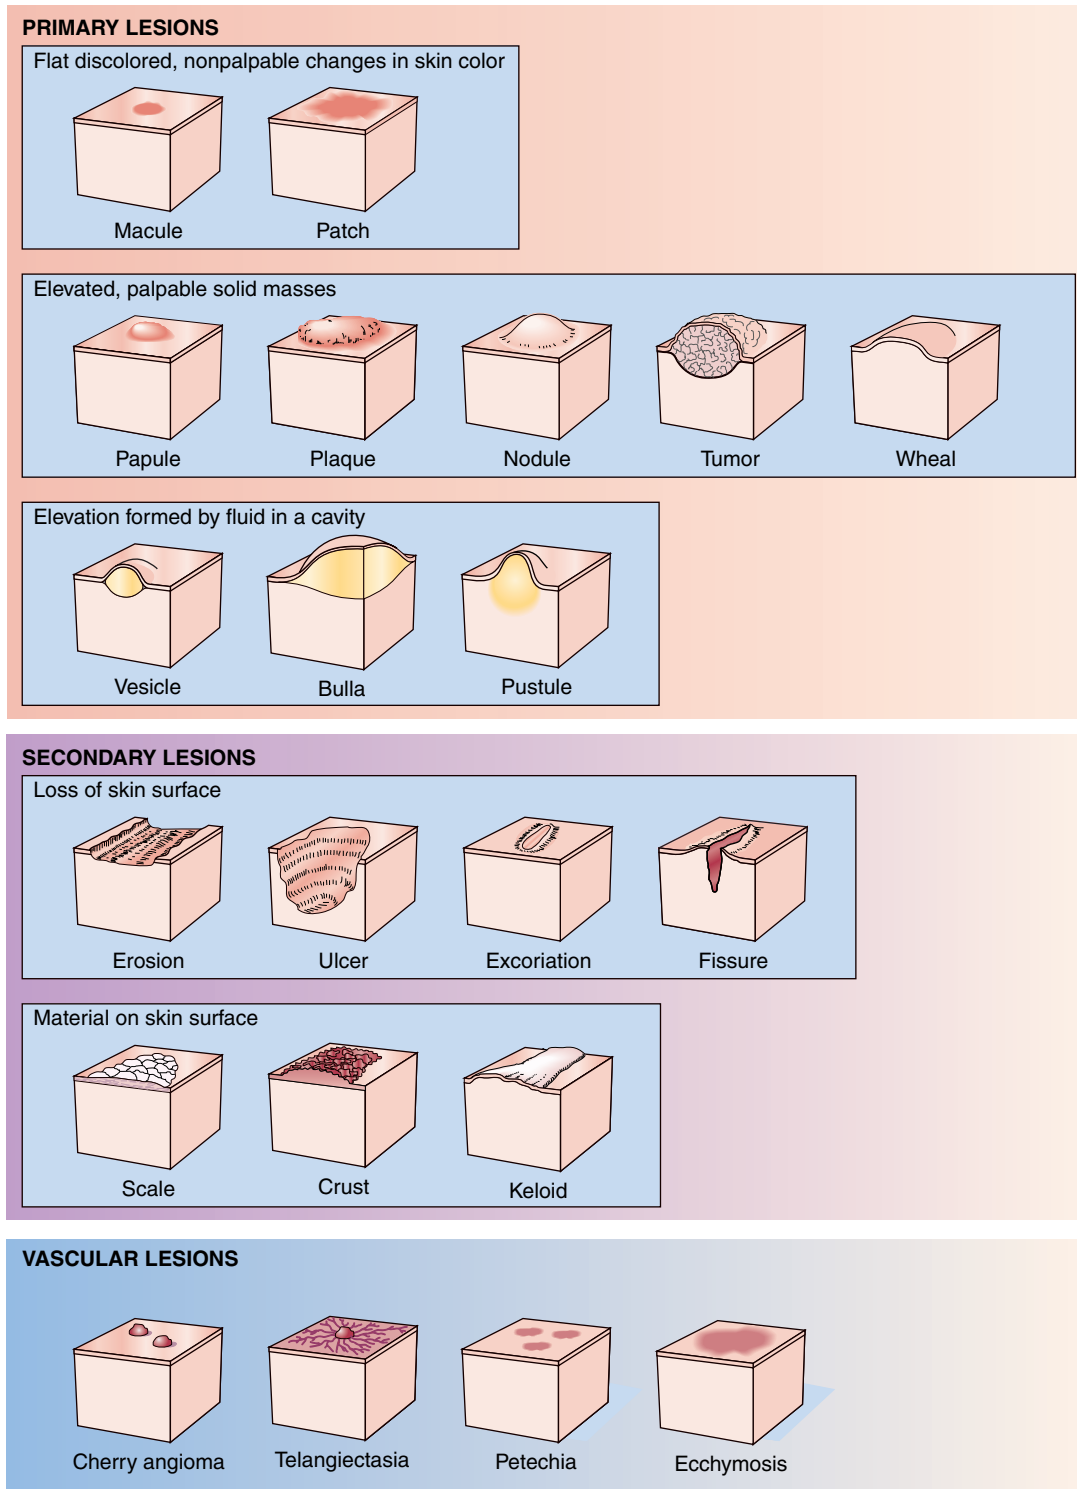 PRIMARY LESIONS
Flat discolored, nonpalpable changes in skin color
Macule
Patch
Elevated, palpable solid masses
Papule
Plaque
Nodule
Tumor
Wheal
Elevation formed by fluid in a cavity
Vesicle
Bulla
Pustule
SECONDARY LESIONS
Loss of skin surface
Erosion
Ulcer
Excoriation
Fissure
Material on skin surface
Scale
Crust
Keloid
VASCULAR LESIONS
Cherry angioma
Telangiectasia
Petechia
Ecchymosis